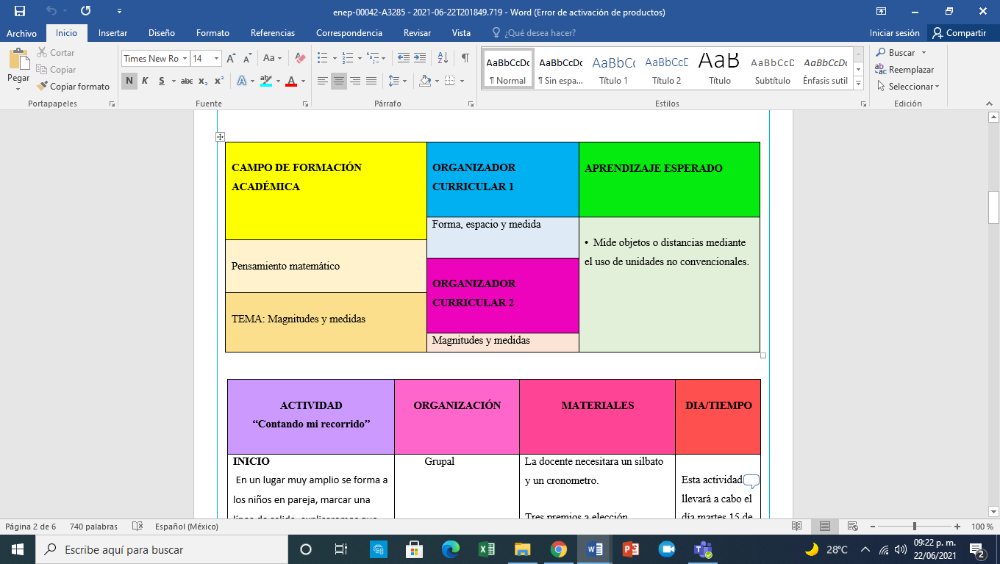 enep-00042-A3285 - 2021-06-22T201849.719 - Word (Error de activación de productos)
Archivo Inicio Insertar Diseño Formato Referencias Correspondencia Revisar Vista ¿Qué desea hacer? Iniciar sesión Compartir
Pegar
Cortar
Copiar
Copiar formato
Portapapeles
Times New Ro 14
Aa
N K S abc x₂ x² A ab A
Fuente
Párrafo
AaBbCcDc AaBbCcDc AaBbC AaBbCcD AaB AaBbCcD AaBbCcDc
¶ Normal ¶ Sin espa... Título 1 Título 2 Título Subtítulo Énfasis sutil
Estilos
Buscar
Reemplazar
Seleccionar
Edición
CAMPO DE FORMACIÓN
ACADÉMICA
Pensamiento matemático
TEMA: Magnitudes y medidas
ORGANIZADOR
CURRICULAR 1
Forma, espacio y medida
ORGANIZADOR
CURRICULAR 2
Magnitudes y medidas
APRENDIZAJE ESPERADO
• Mide objetos o distancias mediante
el uso de unidades no convencionales.
ACTIVIDAD
“Contando mi recorrido”
ORGANIZACIÓN
MATERIALES
DIA/TIEMPO
INICIO
En un lugar muy amplio se forma a
los niños en pareja, marcar una
Grupal
La docente necesitara un silbato
y un cronometro.
Tres premios a elección
Esta actividad
llevará a cabo el
día martes 15 de
Página 2 de 6 740 palabras Español (México) 100 %
Escribe aquí para buscar
28°C
09:22 p. m.
22/06/2021
2